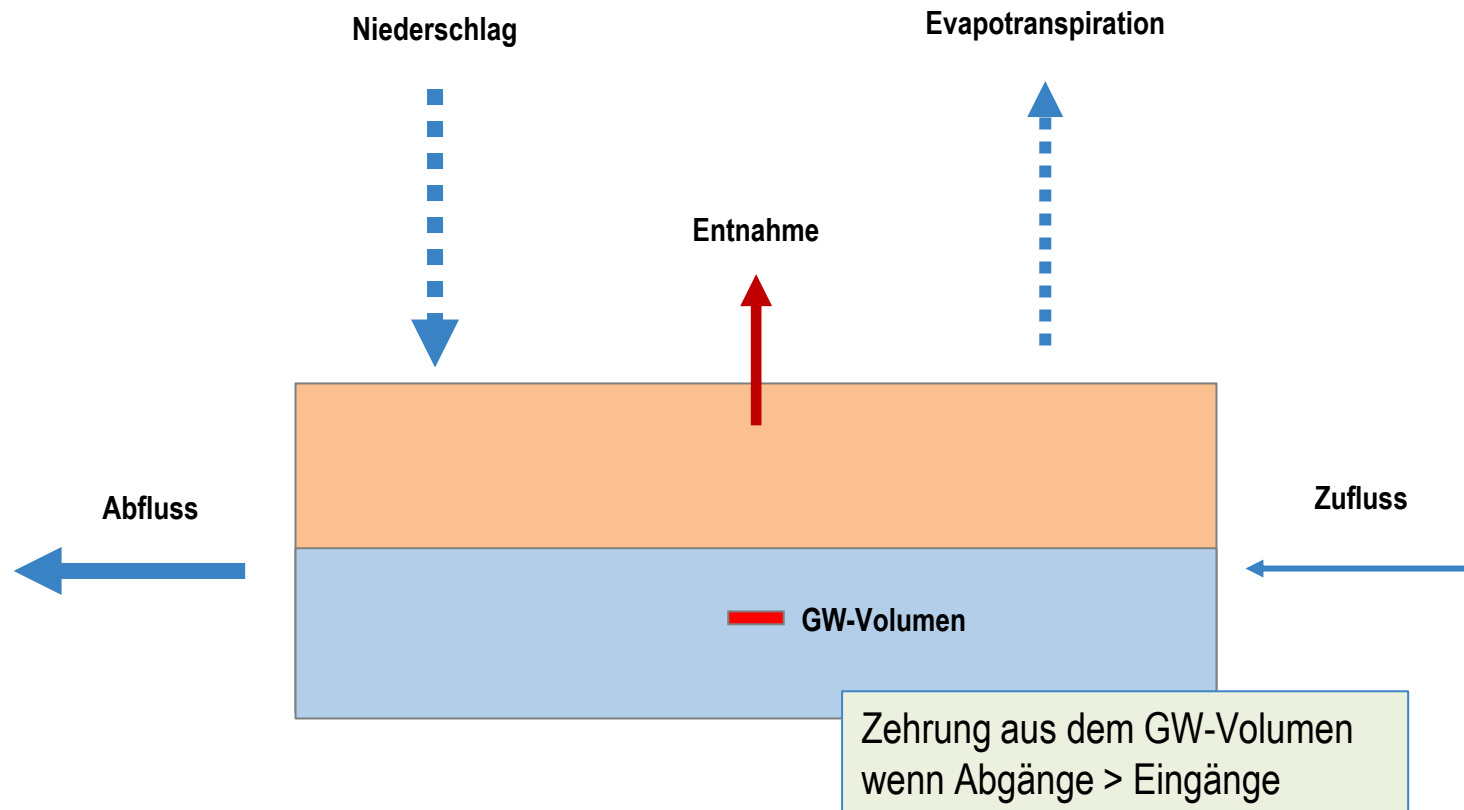 Niederschlag
Evapotranspiration
Entnahme
Abfluss
Zufluss
GW-Volumen
Zehrung aus dem GW-Volumen
wenn Abgänge > Eingänge